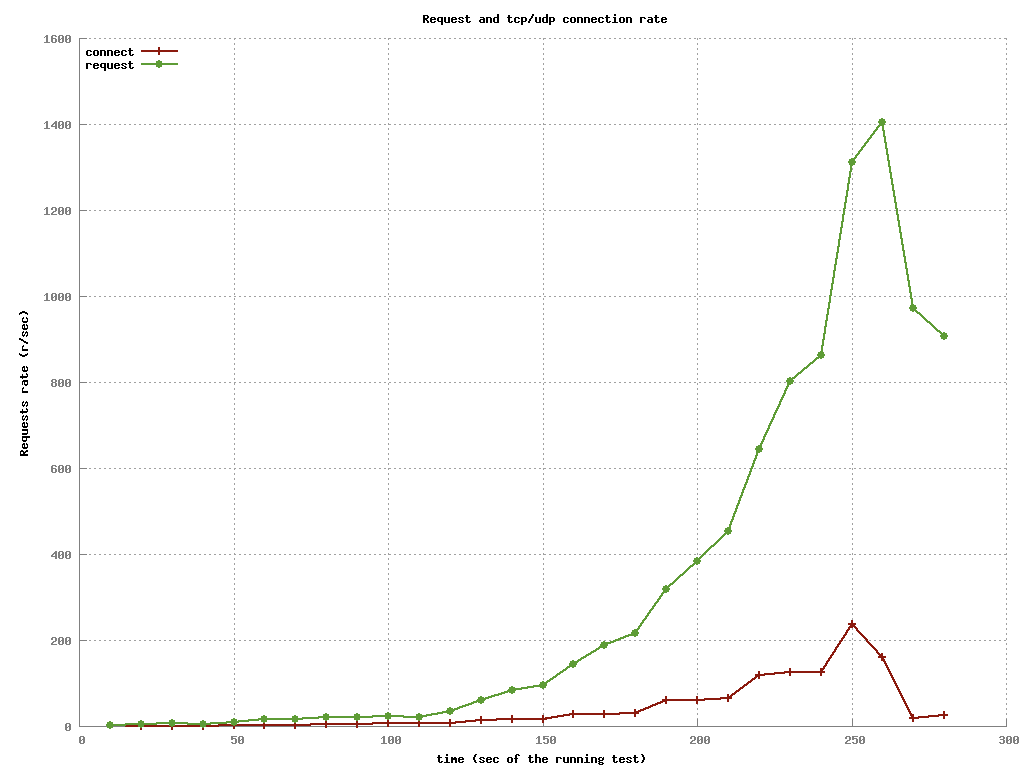 Request and tcp/udp connection rate
connect
request
1600
1400
1200
1000
800
600
400
200
0
Requests rate (r/sec)
0 50 100 150 200 250 300
time (sec of the running test)